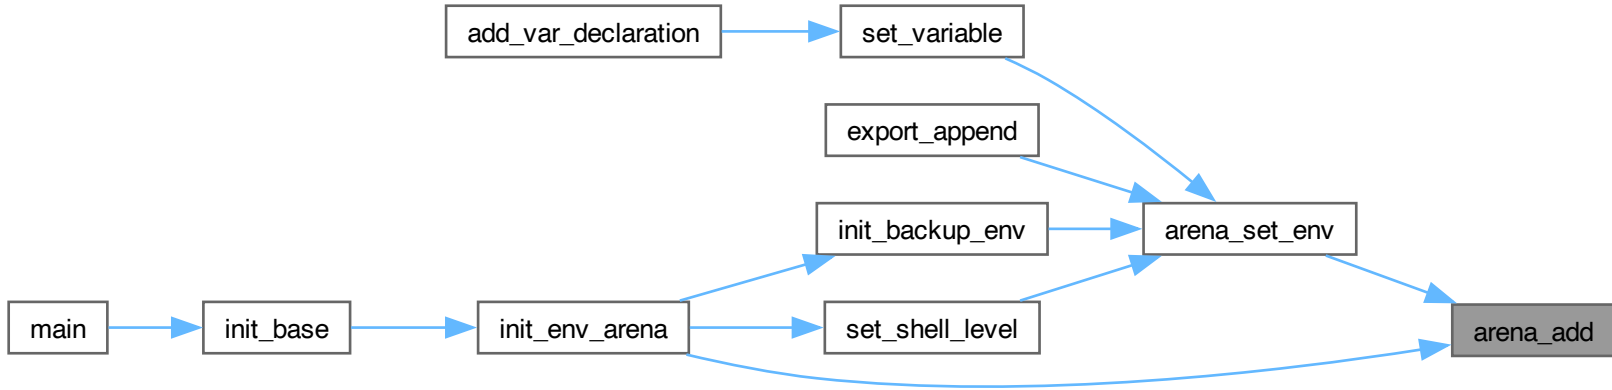 add_var_declaration
set_variable
export_append
init_backup_env
arena_set_env
main
init_base
init_env_arena
set_shell_level
arena_add